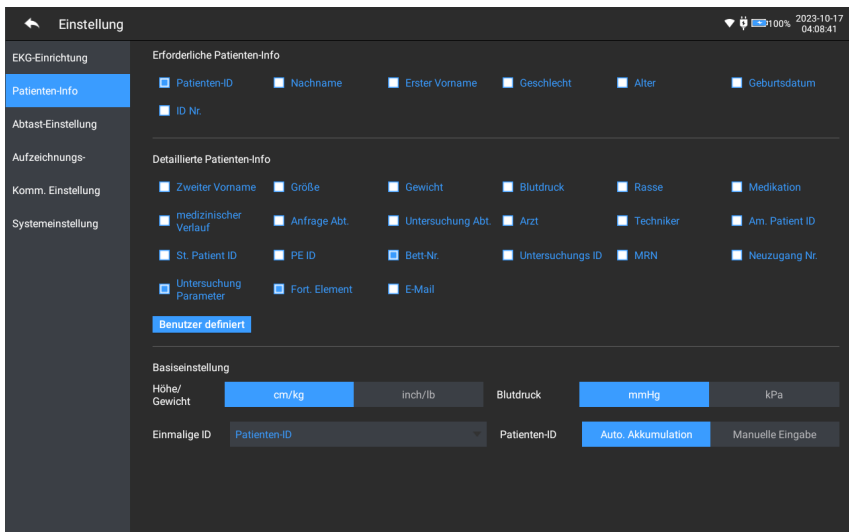 Einstellung
100%
2023-10-17
04:08:41
EKG-Einrichtung
Patienten-Info
Abtast-Einstellung
Aufzeichnungs-
Komm. Einstellung
Systemeinstellung
Erforderliche Patienten-Info
Patienten-ID Nachname Erster Vorname Geschlecht Alter Geburtsdatum
ID Nr.
Detaillierte Patienten-Info
Zweiter Vorname Größe Gewicht Blutdruck Rasse Medikation
medizinischer
Verlauf
Anfrage Abt. Untersuchung Abt. Arzt Techniker Am. Patient ID
St. Patient ID PE ID Bett-Nr. Untersuchungs ID MRN Neuzugang Nr.
Untersuchung
Parameter
Fort. Element E-Mail
Benutzer definiert
Basiseinstellung
Höhe/
Gewicht
cm/kg inch/lb Blutdruck mmHg kPa
Einmalige ID Patienten-ID Patienten-ID Auto. Akkumulation Manuelle Eingabe